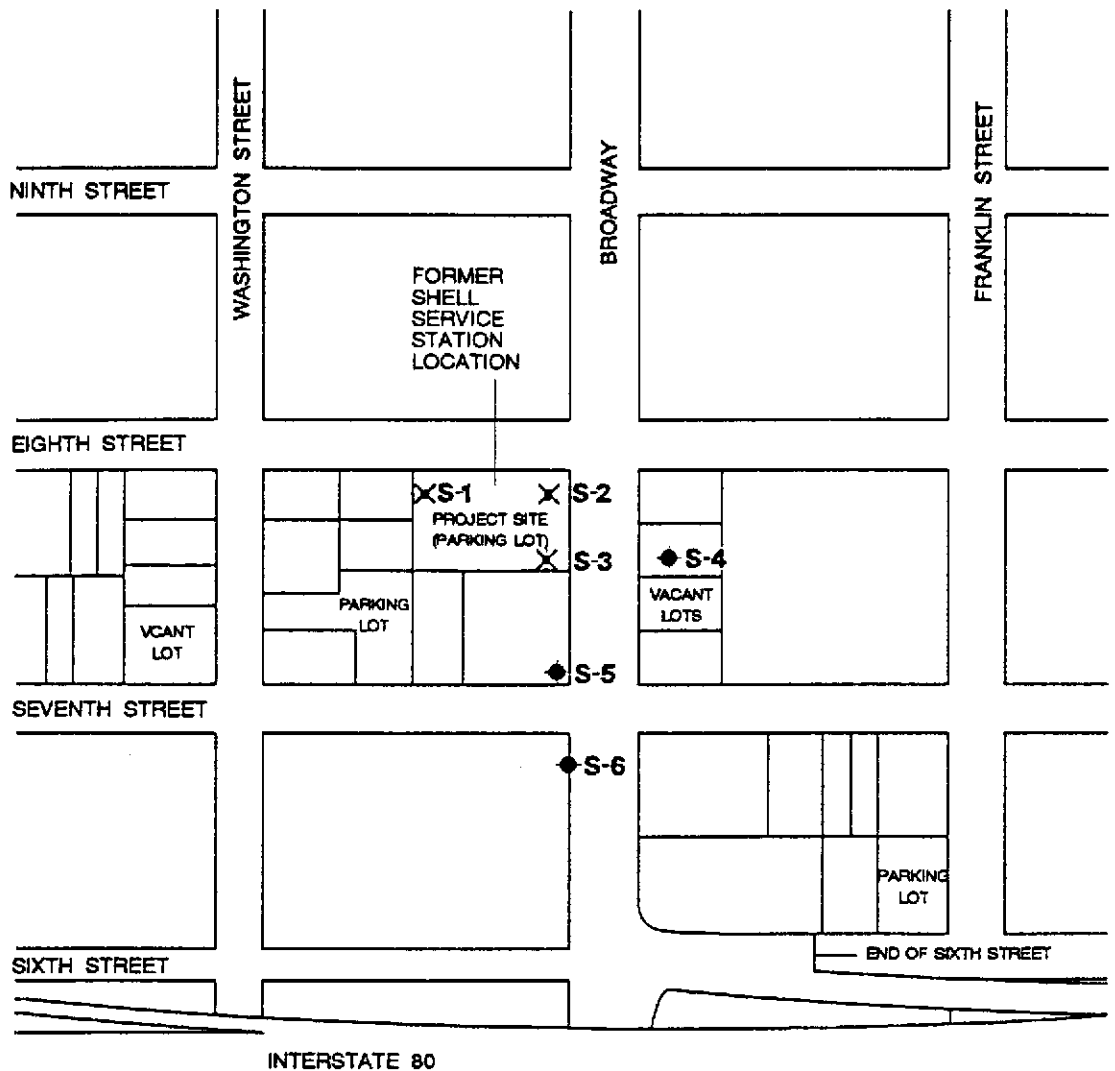 WASHINGTON STREET
BROADWAY
FRANKLIN STREET
NINTH STREET
FORMER
SHELL
SERVICE
STATION
LOCATION
EIGHTH STREET
S-1
S-2
PROJECT SITE
(PARKING LOT)
S-3
S-4
PARKING
LOT
VACANT
LOTS
VCANT
LOT
S-5
SEVENTH STREET
S-6
PARKING
LOT
END OF SIXTH STREET
SIXTH STREET
INTERSTATE 80